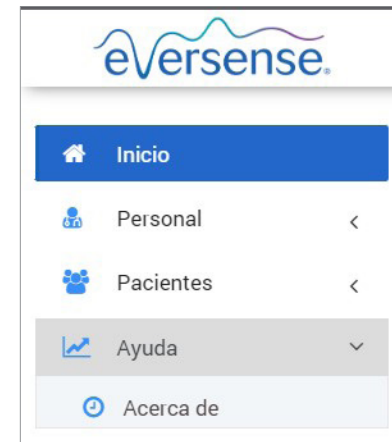 eversense.
Inicio
Personal
Pacientes
Ayuda
Acerca de